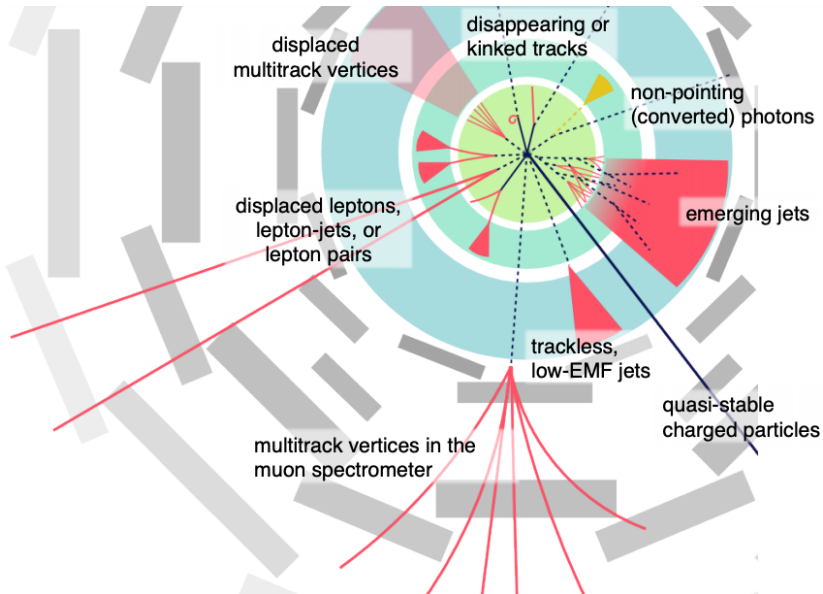 displaced
multitrack vertices
disappearing or
kinked tracks
non-pointing
(converted) photons
displaced leptons,
lepton-jets, or
lepton pairs
emerging jets
trackless,
low-EMF jets
quasi-stable
charged particles
multitrack vertices in the
muon spectrometer